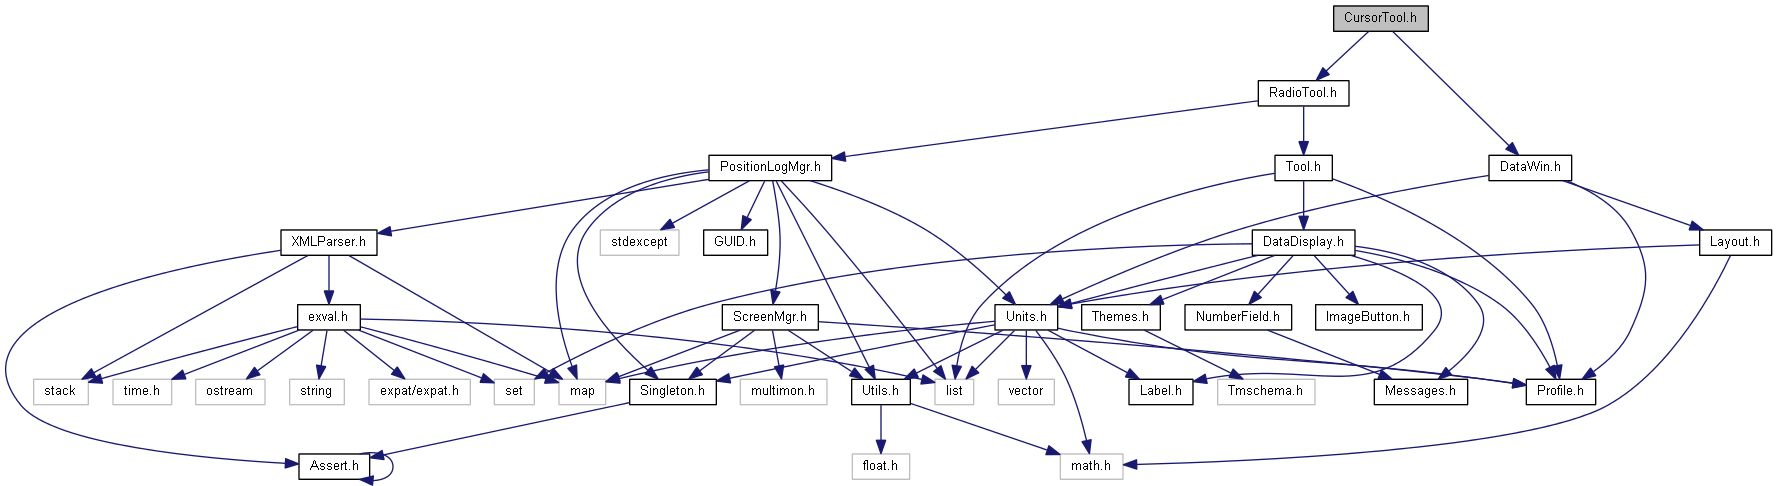 CursorTool.h
RadioTool.h
PositionLogMgr.h
Tool.h
DataWin.h
XMLParser.h
stdexcept
GUID.h
DataDisplay.h
Layout.h
exval.h
ScreenMgr.h
Units.h
Themes.h
NumberField.h
ImageButton.h
stack
time.h
ostream
string
expat/expat.h
set
map
Singleton.h
multimon.h
Utils.h
list
vector
Label.h
Tmschema.h
Messages.h
Profile.h
Assert.h
float.h
math.h